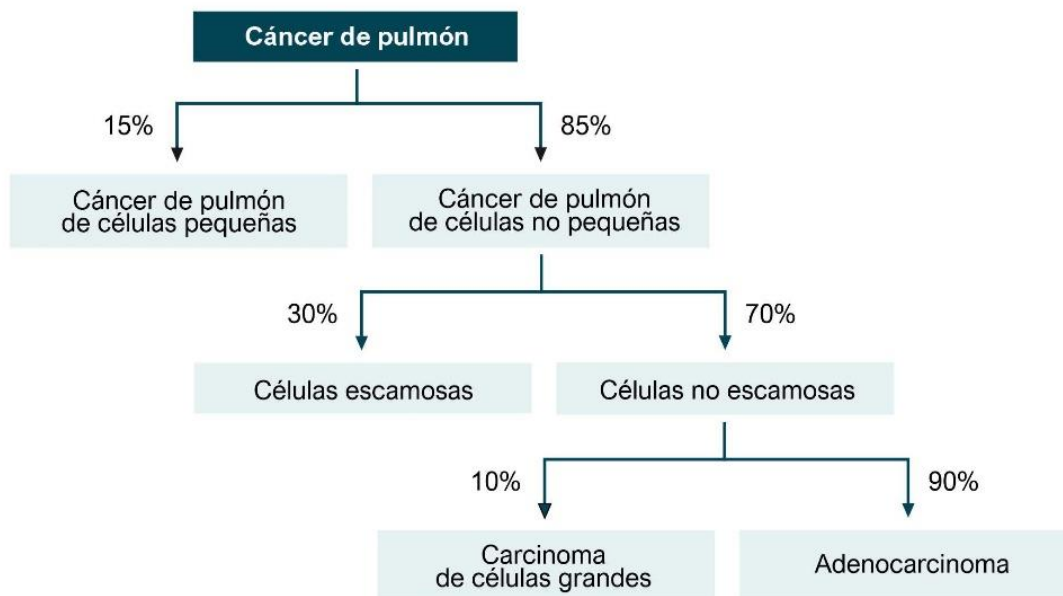 Cáncer de pulmón
15%
85%
Cáncer de pulmón
de células pequeñas
Cáncer de pulmón
de células no pequeñas
30%
70%
Células escamosas
Células no escamosas
10%
90%
Carcinoma
de células grandes
Adenocarcinoma